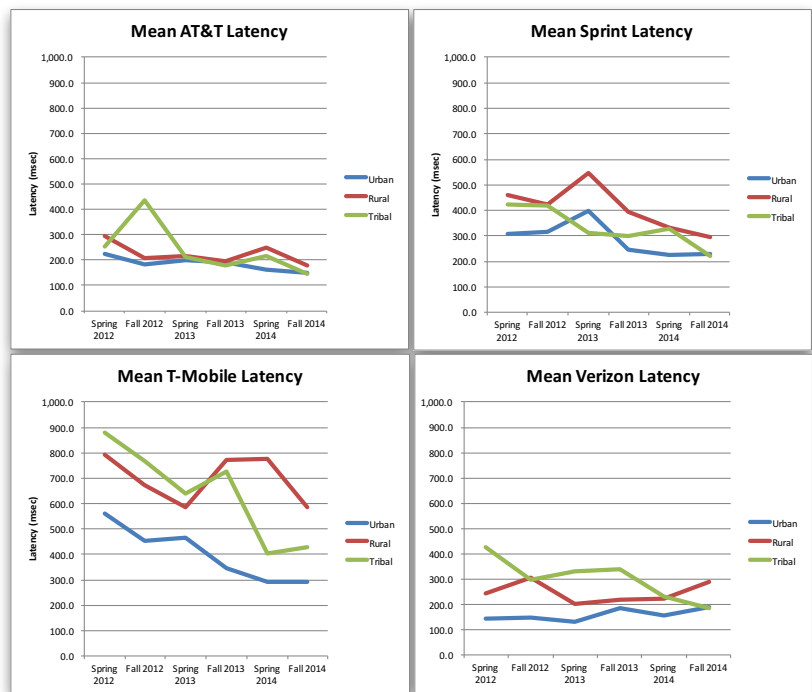 Mean AT&T Latency
1,000.0
900.0
800.0
700.0
600.0
500.0
400.0
300.0
200.0
100.0
0.0
Latency (msec)
Spring 2012
Fall 2012
Spring 2013
Fall 2013
Spring 2014
Fall 2014
Urban
Rural
Tribal
Mean Sprint Latency
1,000.0
900.0
800.0
700.0
600.0
500.0
400.0
300.0
200.0
100.0
0.0
Latency (msec)
Spring 2012
Fall 2012
Spring 2013
Fall 2013
Spring 2014
Fall 2014
Urban
Rural
Tribal
Mean T-Mobile Latency
1,000.0
900.0
800.0
700.0
600.0
500.0
400.0
300.0
200.0
100.0
0.0
Latency (msec)
Spring 2012
Fall 2012
Spring 2013
Fall 2013
Spring 2014
Fall 2014
Urban
Rural
Tribal
Mean Verizon Latency
1,000.0
900.0
800.0
700.0
600.0
500.0
400.0
300.0
200.0
100.0
0.0
Spring 2012
Fall 2012
Spring 2013
Fall 2013
Spring 2014
Fall 2014
Urban
Rural
Tribal